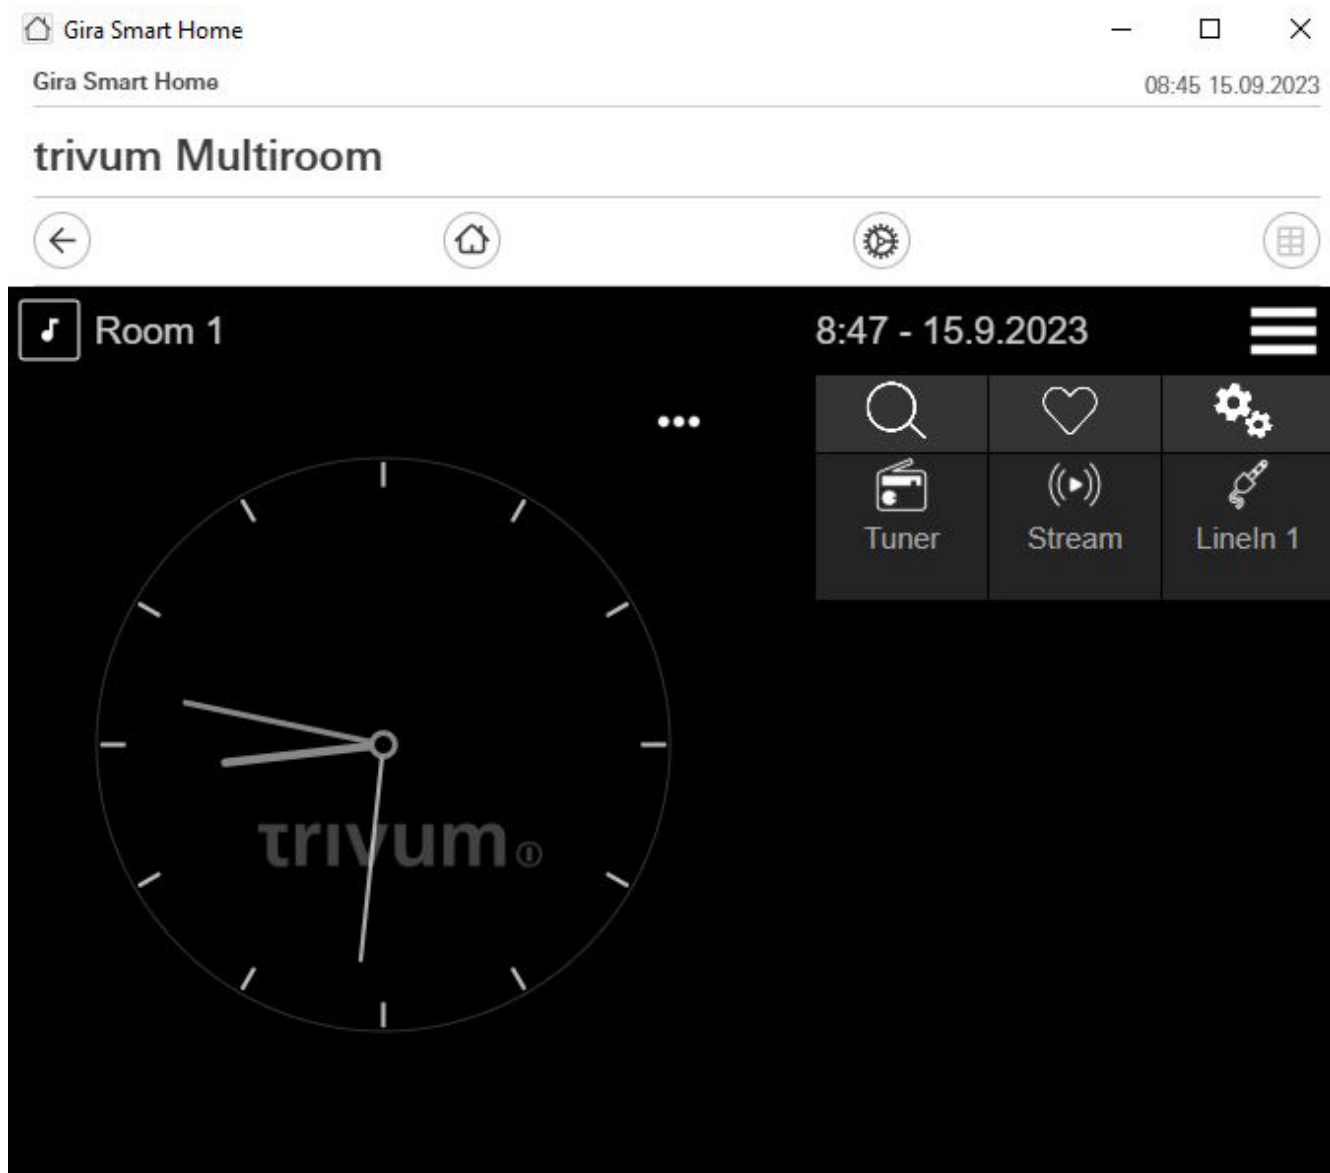 Gira Smart Home
Gira Smart Home 08:45 15.09.2023
trivum Multiroom
Room 1 8:47 - 15.9.2023
Tuner Stream LineIn 1
trivum